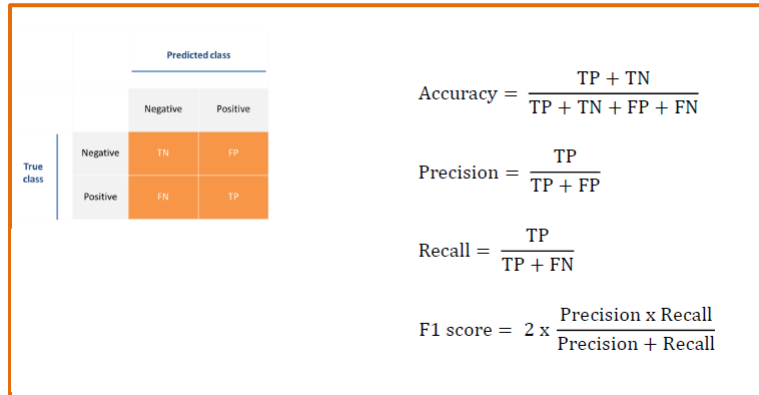 Predicted class
Negative Positive
True class
Negative TN FP
Positive FN TP
Accuracy = TP + TN / TP + TN + FP + FN
Precision = TP / TP + FP
Recall = TP / TP + FN
F1 score = 2 x Precision x Recall / Precision + Recall